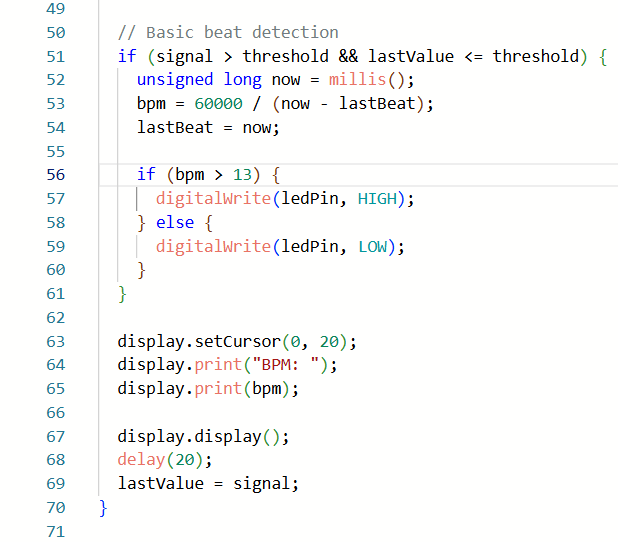 49
50 // Basic beat detection
51 if (signal > threshold && lastValue <= threshold) {
52 unsigned long now = millis();
53 bpm = 60000 / (now - lastBeat);
54 lastBeat = now;
55
56 if (bpm > 13) {
57 digitalWrite(ledPin, HIGH);
58 } else {
59 digitalWrite(ledPin, LOW);
60 }
61 }
62
63 display.setCursor(0, 20);
64 display.print("BPM: ");
65 display.print(bpm);
66
67 display.display();
68 delay(20);
69 lastValue = signal;
70 }
71